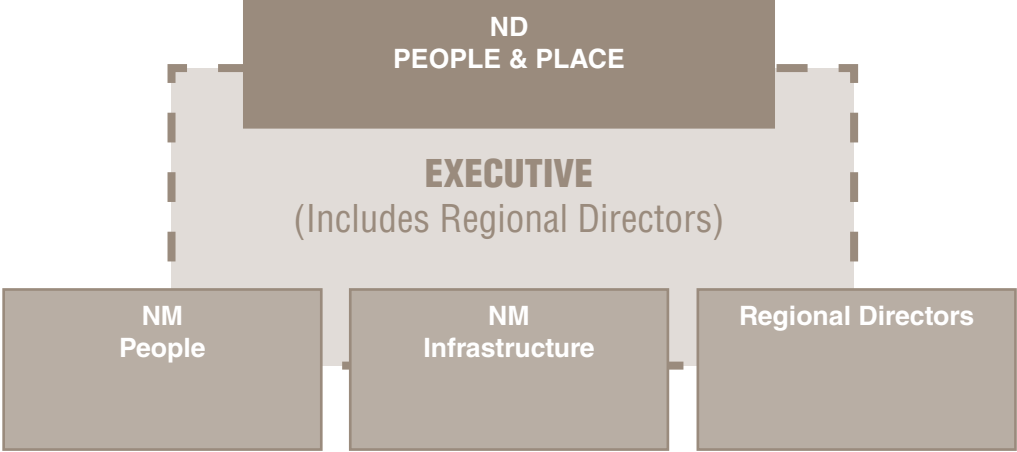 ND
PEOPLE & PLACE
EXECUTIVE
(Includes Regional Directors)
NM
People
NM
Infrastructure
Regional Directors